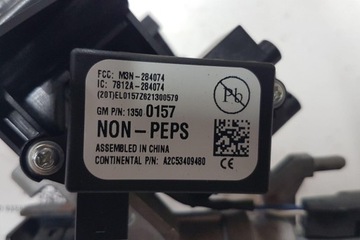 FCC: M3N-284074
IC: 7812A-284074
(20T)EL0157Z621300579
GM P/N: 1350 0157
NON-PEPS
ASSEMBLED IN CHINA
CONTINENTAL P/N: A2C53409480
Pb